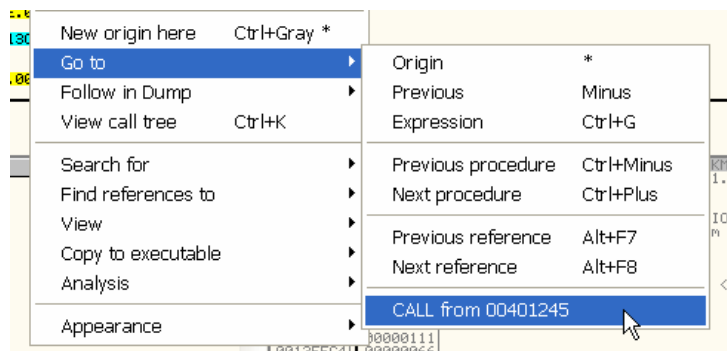 New origin here Ctrl+Gray *
Go to
Follow in Dump
View call tree Ctrl+K
Search for
Find references to
View
Copy to executable
Analysis
Appearance
Origin *
Previous Minus
Expression Ctrl+G
Previous procedure Ctrl+Minus
Next procedure Ctrl+Plus
Previous reference Alt+F7
Next reference Alt+F8
CALL from 00401245
00000111